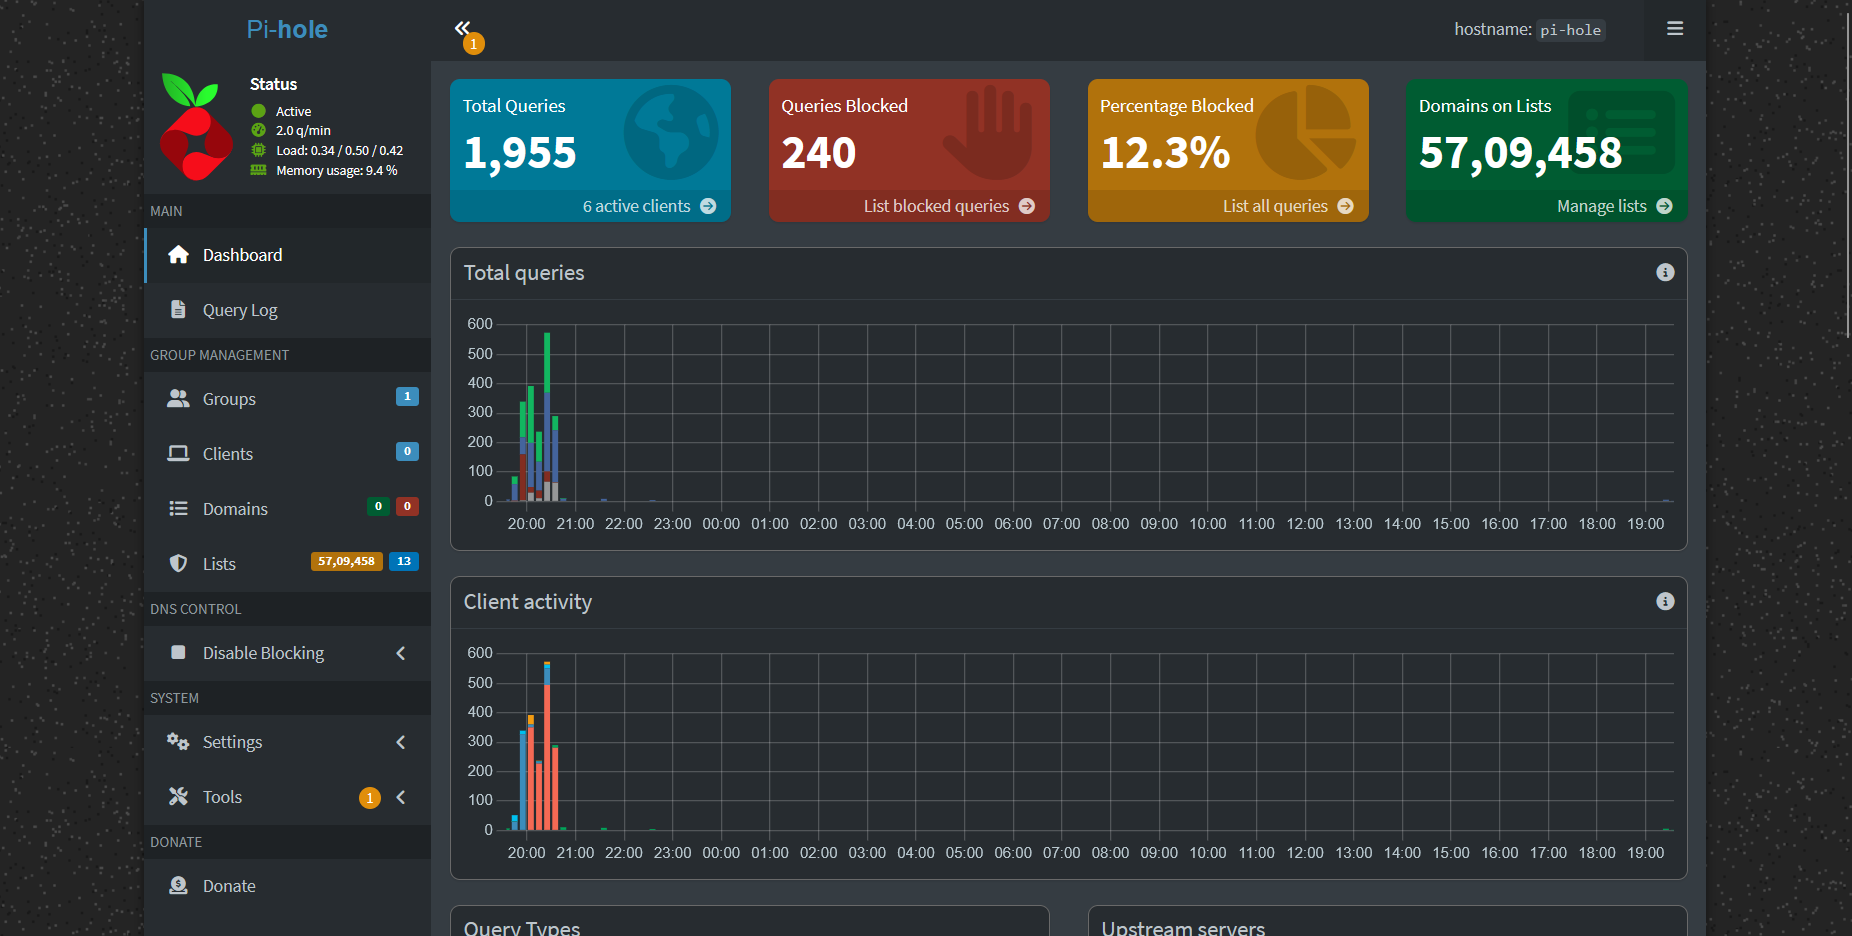 Pi-hole
1
hostname: pi-hole
Status
Active
2.0 q/min
Load: 0.34 / 0.50 / 0.42
Memory usage: 9.4 %
MAIN
Dashboard
Query Log
GROUP MANAGEMENT
Groups 1
Clients 0
Domains 0 0
Lists 57,09,458 13
DNS CONTROL
Disable Blocking
SYSTEM
Settings
Tools 1
DONATE
Donate
Total Queries
1,955
6 active clients
Queries Blocked
240
List blocked queries
Percentage Blocked
12.3%
List all queries
Domains on Lists
57,09,458
Manage lists
Total queries
600
500
400
300
200
100
0
20:00 21:00 22:00 23:00 00:00 01:00 02:00 03:00 04:00 05:00 06:00 07:00 08:00 09:00 10:00 11:00 12:00 13:00 14:00 15:00 16:00 17:00 18:00 19:00
Client activity
600
500
400
300
200
100
0
20:00 21:00 22:00 23:00 00:00 01:00 02:00 03:00 04:00 05:00 06:00 07:00 08:00 09:00 10:00 11:00 12:00 13:00 14:00 15:00 16:00 17:00 18:00 19:00
Query Types
Upstream servers